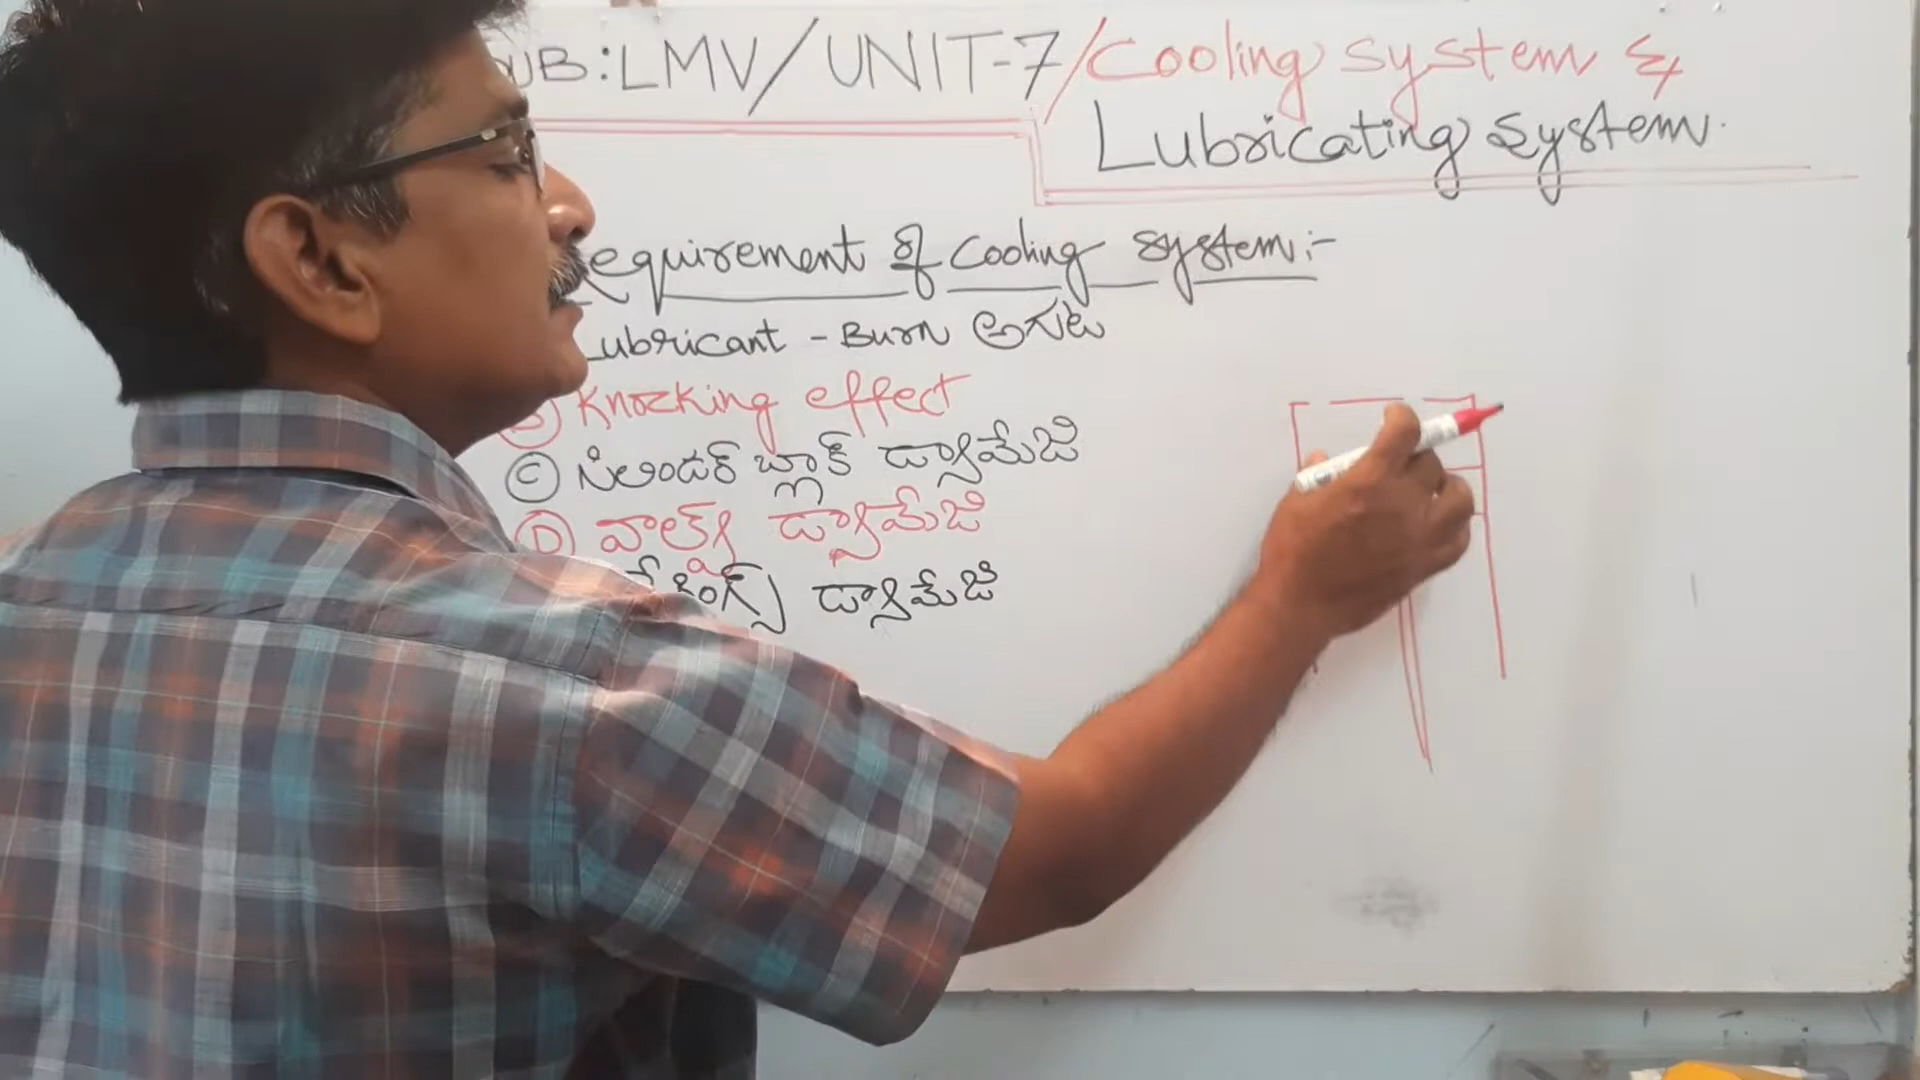 UB:LMV/UNIT-7/Cooling system &
Lubricating system.
Requirement of Cooling system:-
Lubricant - Burn అగుట
Knocking effect
Ⓒ సిలిండర్ బ్లాక్ డ్యామేజి
Ⓓ వాల్వ్స్ డ్యామేజి
డ్యామేజి